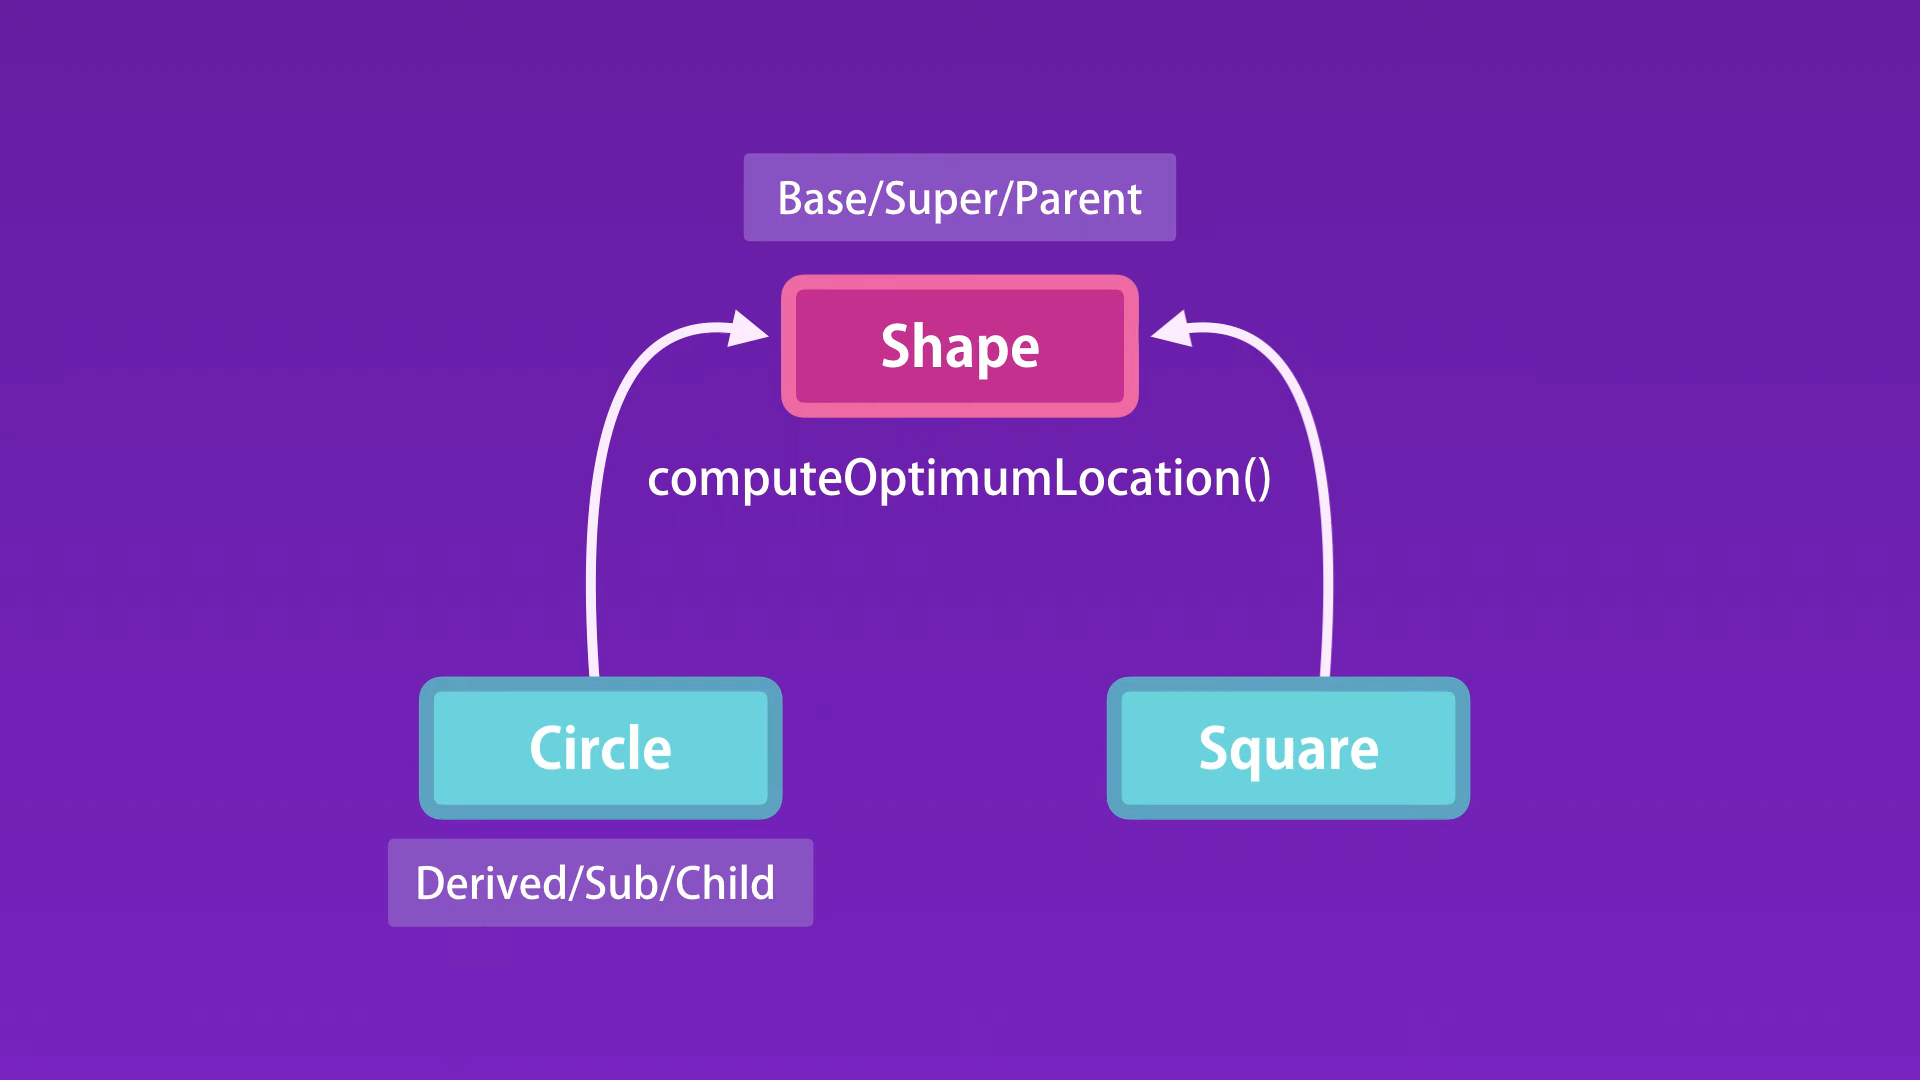 Base/Super/Parent
Shape
computeOptimumLocation()
Circle
Square
Derived/Sub/Child